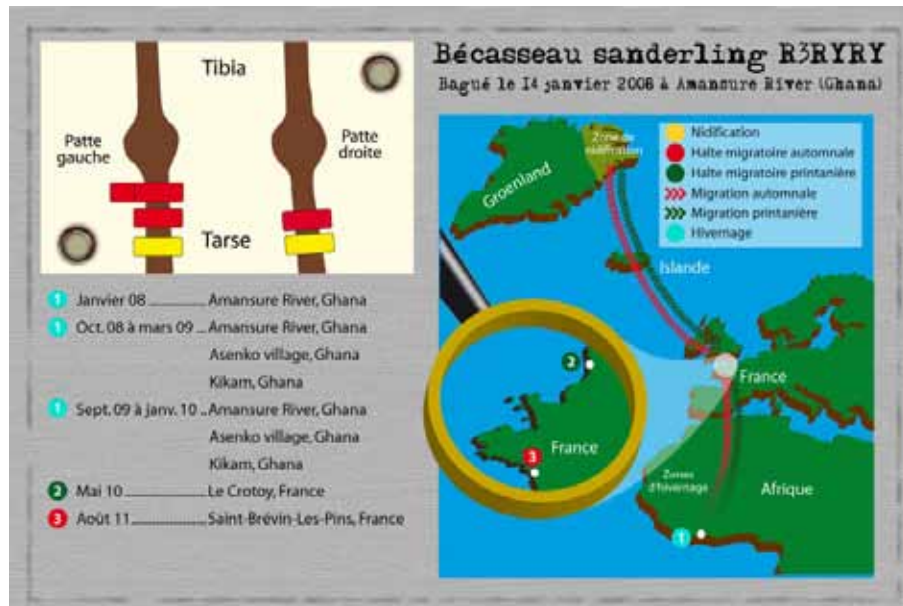 Bécasseau sanderling R3RYRY
Bagué le 14 janvier 2008 à Amansure River (Ghana)
Tibia
Patte
gauche
Patte
droite
Tarse
1 Janvier 08 Amansure River, Ghana
1 Oct. 08 à mars 09 Amansure River, Ghana
Asenko village, Ghana
Kikam, Ghana
1 Sept. 09 à janv. 10 Amansure River, Ghana
Asenko village, Ghana
Kikam, Ghana
2 Mai 10 Le Crotoy, France
3 Août 11 Saint-Brévin-Les-Pins, France
Zone de
nidification
Groenland
Nidification
Halte migratoire automnale
Halte migratoire printanière
Migration automnale
Migration printanière
Hivernage
Islande
France
2
3
France
Zones
d'hivernage
Afrique
1